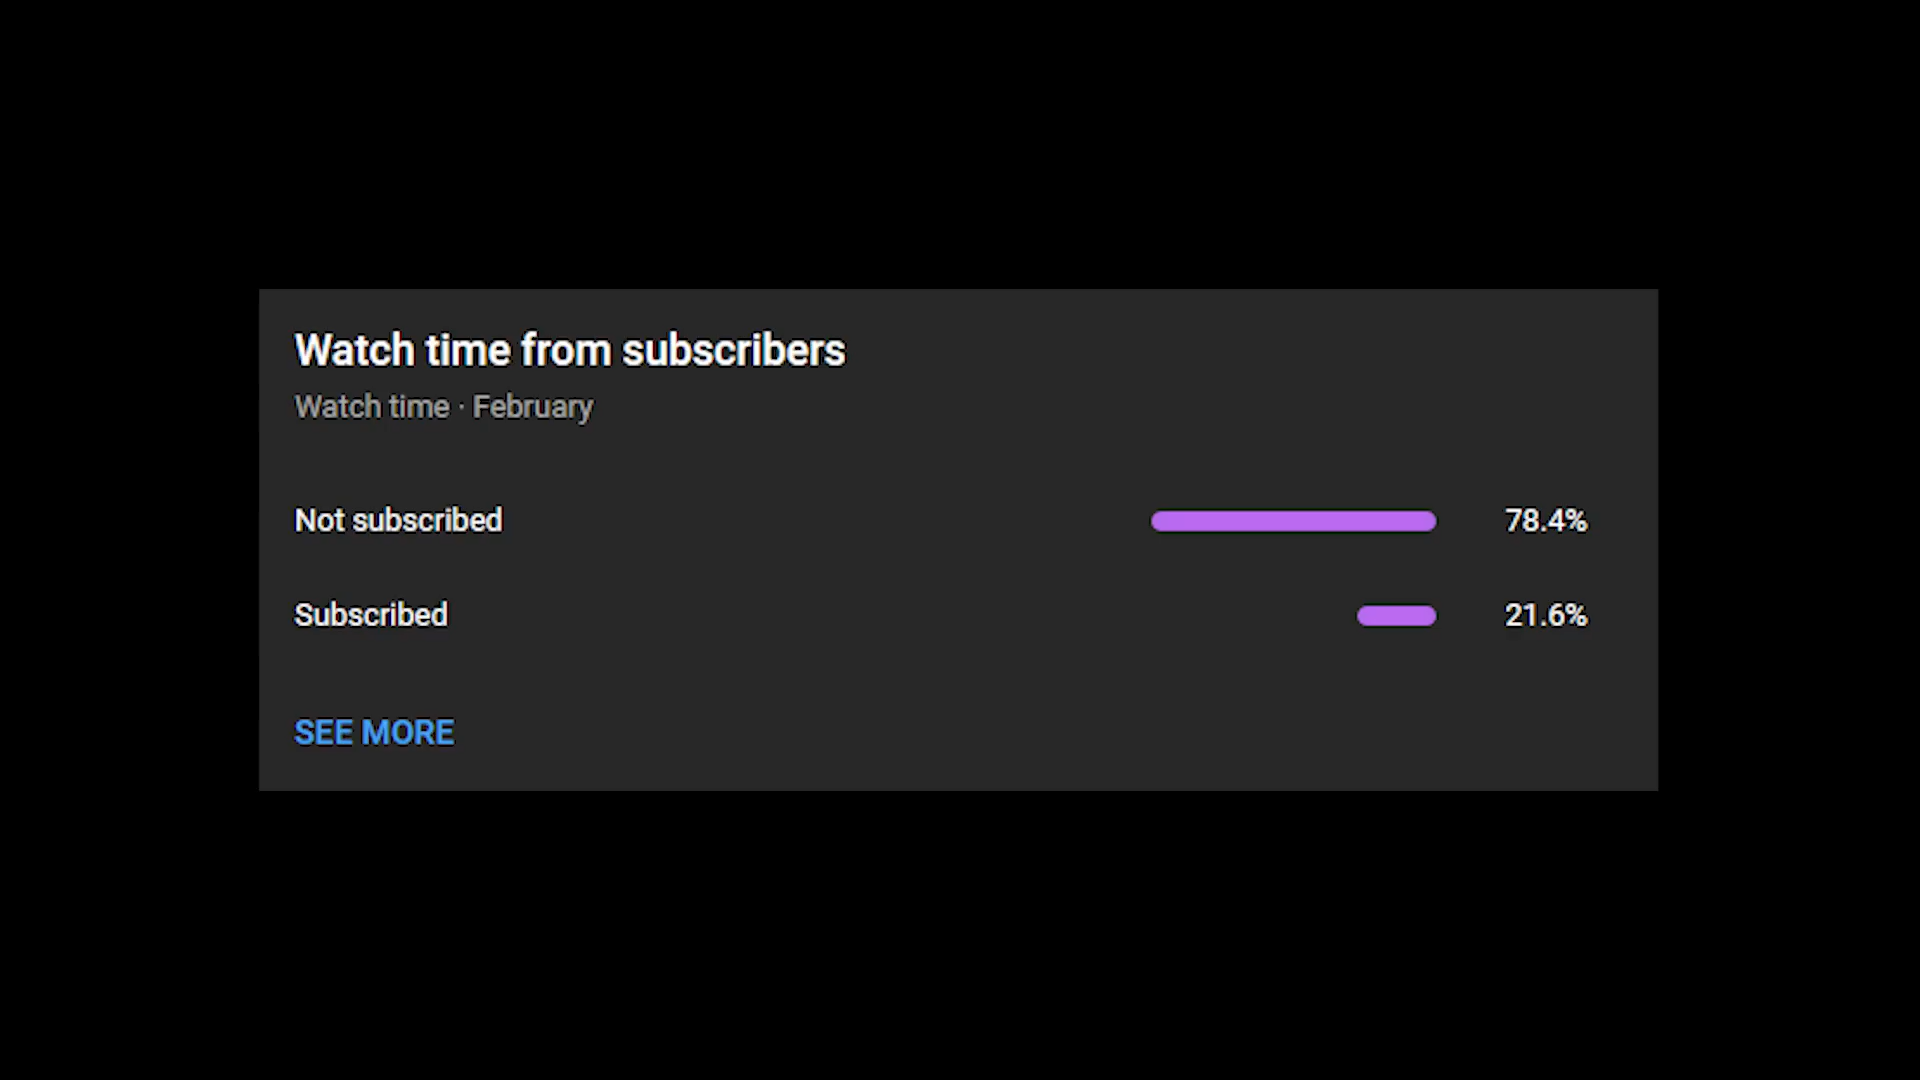 Watch time from subscribers
Watch time · February
Not subscribed 78.4%
Subscribed 21.6%
SEE MORE